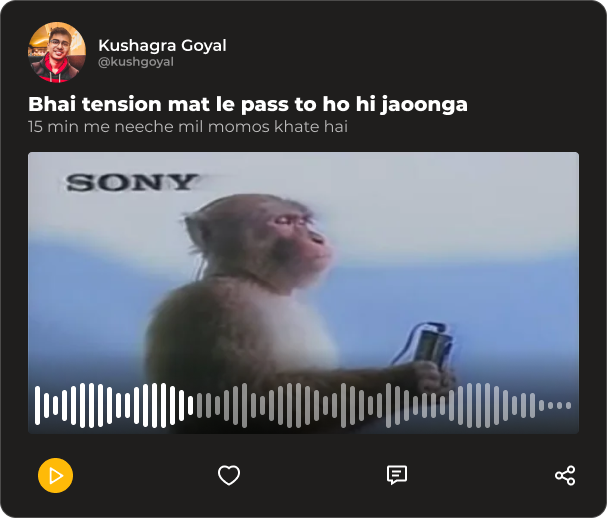 Kushagra Goyal
@kushgoyal
Bhai tension mat le pass to ho hi jaoonga
15 min me neeche mil momos khate hai
SONY